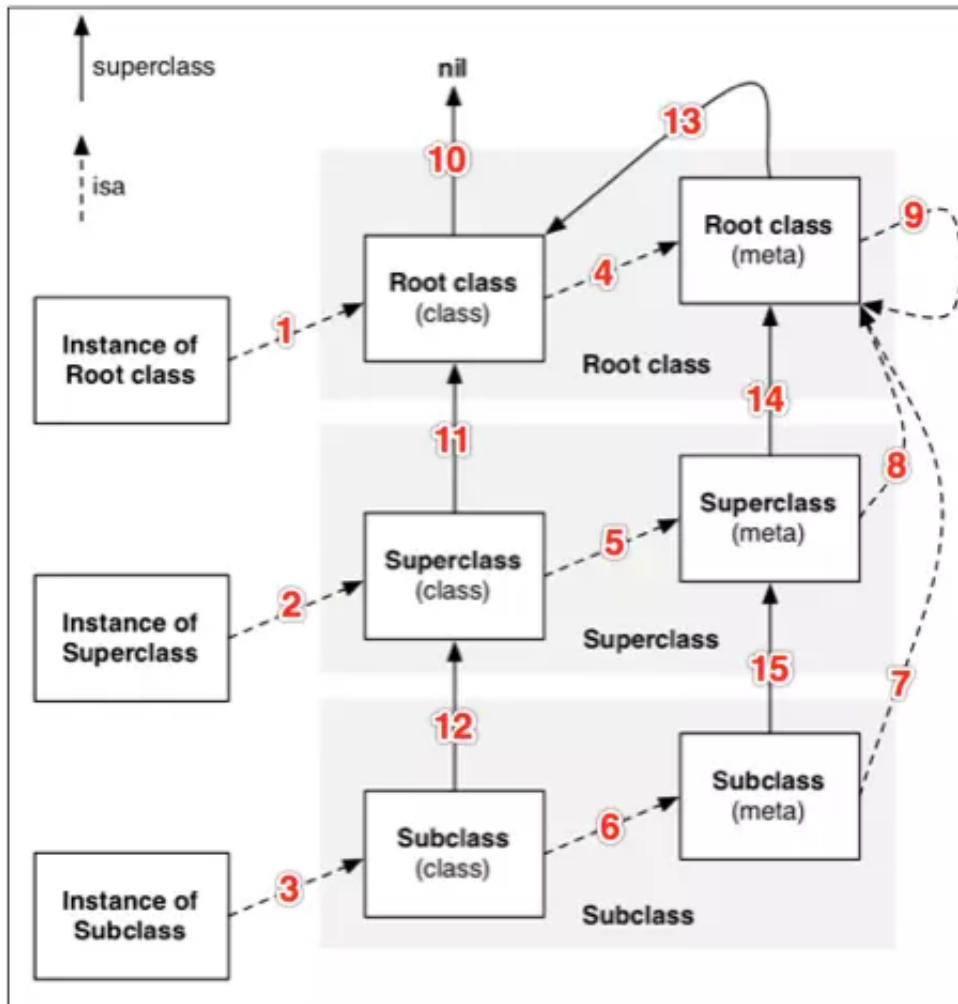 superclass
nil
13
10
isa
Root class
(meta)
9
Root class
(class)
4
1
Instance of
Root class
Root class
14
11
8
Superclass
(meta)
5
Superclass
(class)
2
Instance of
Superclass
Superclass
15
7
12
Subclass
(meta)
6
Subclass
(class)
3
Instance of
Subclass
Subclass